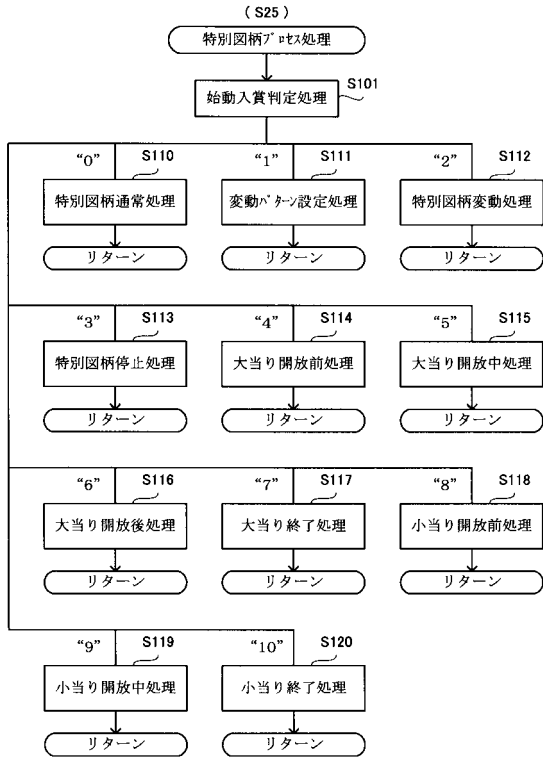 (S25)
特別図柄ﾌﾟﾛｾｽ処理
S101
始動入賞判定処理
“0” S110 “1” S111 “2” S112
特別図柄通常処理 変動ﾊﾟﾀｰﾝ設定処理 特別図柄変動処理
リターン リターン リターン
“3” S113 “4” S114 “5” S115
特別図柄停止処理 大当り開放前処理 大当り開放中処理
リターン リターン リターン
“6” S116 “7” S117 “8” S118
大当り開放後処理 大当り終了処理 小当り開放前処理
リターン リターン リターン
“9” S119 “10” S120
小当り開放中処理 小当り終了処理
リターン リターン